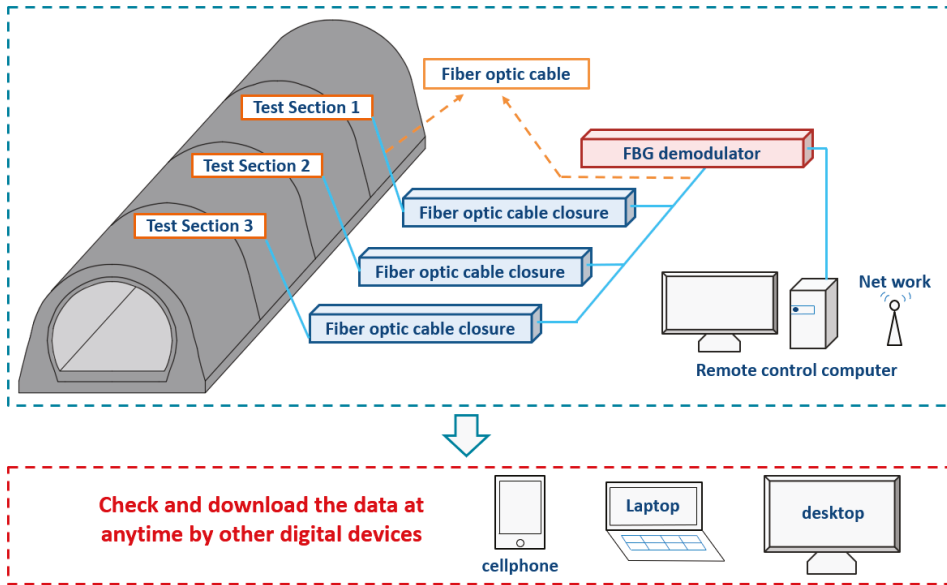 Fiber optic cable
Test Section 1
FBG demodulator
Test Section 2
Fiber optic cable closure
Test Section 3
Fiber optic cable closure
Net work
Fiber optic cable closure
Remote control computer
Check and download the data at
anytime by other digital devices
Laptop
desktop
cellphone